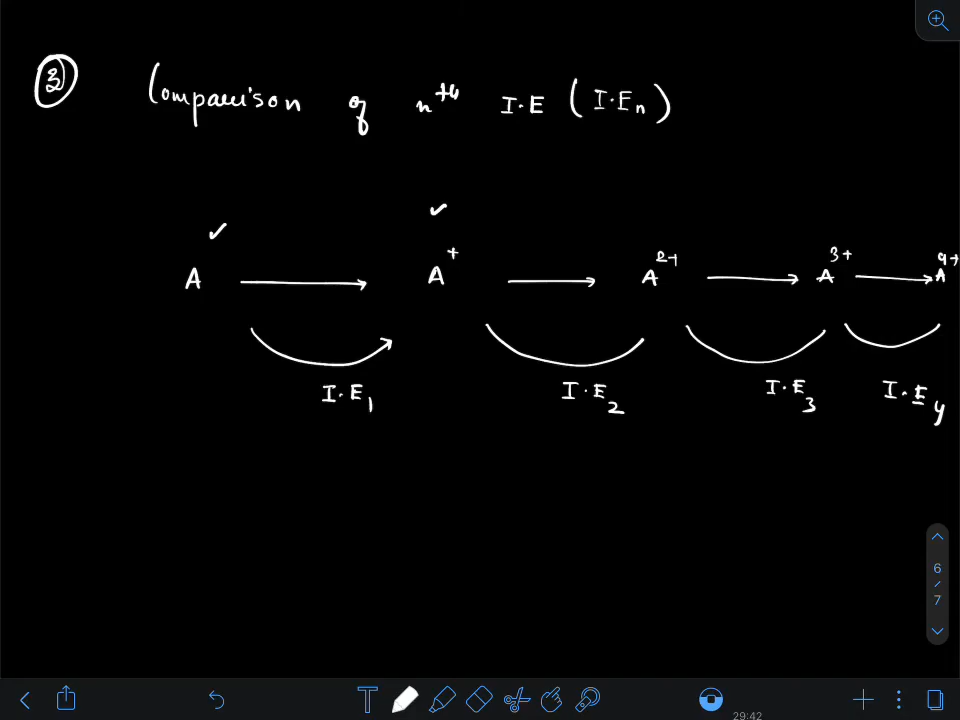 3 Comparison of nth I.E (I.En)
A → A+ → A2+ → A3+ → A4+
I.E1 I.E2 I.E3 I.E4
6
/
7
29:42